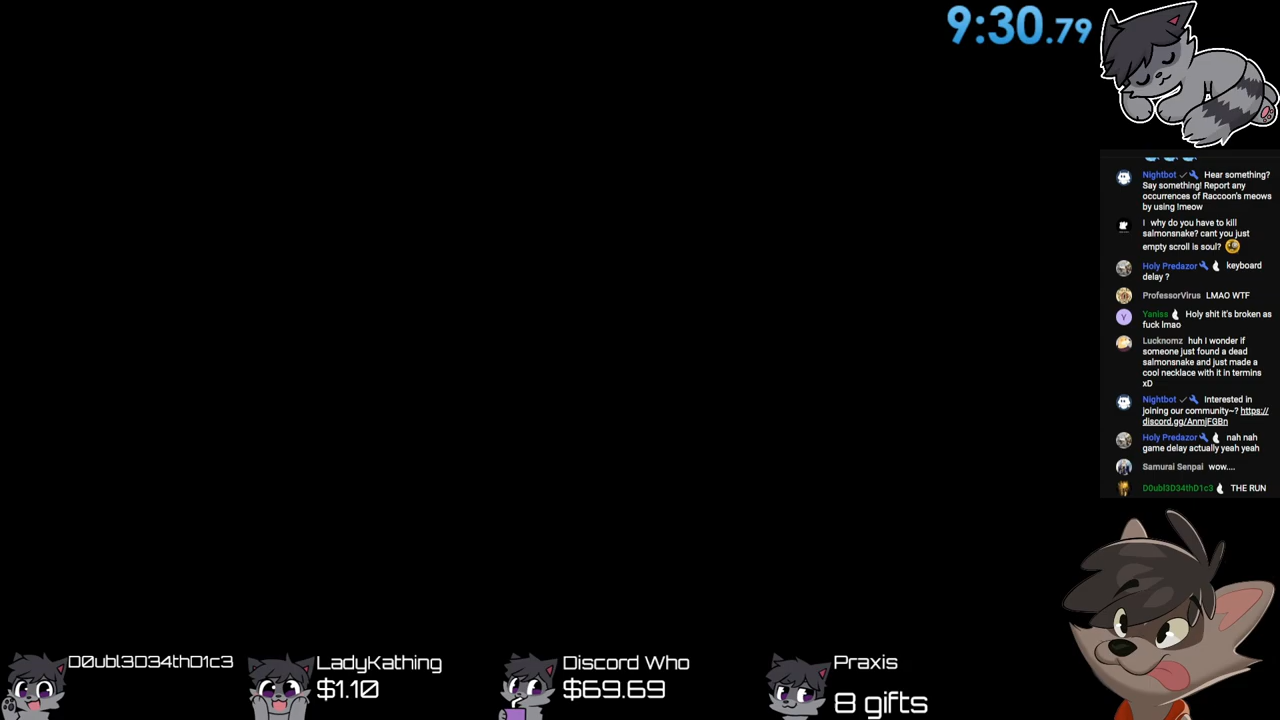 9:30.79
Nightbot Hear something?
Say something! Report any
occurrences of Raccoon's meows
by using !meow
I why do you have to kill
salmonsnake? cant you just
empty scroll is soul?
Holy Predazor keyboard
delay ?
ProfessorVirus LMAO WTF
Y Yaniss Holy shit it's broken as
fuck lmao
Lucknomz huh I wonder if
someone just found a dead
salmonsnake and just made a
cool necklace with it in termins
xD
Nightbot Interested in
joining our community~? https://
discord.gg/AnmjFGBn
Holy Predazor nah nah
game delay actually yeah yeah
Samurai Senpai wow....
D0ubl3D34thD1c3 THE RUN
D0ubl3D34thD1c3
LadyKathing
$1.10
Discord Who
$69.69
Praxis
8 gifts